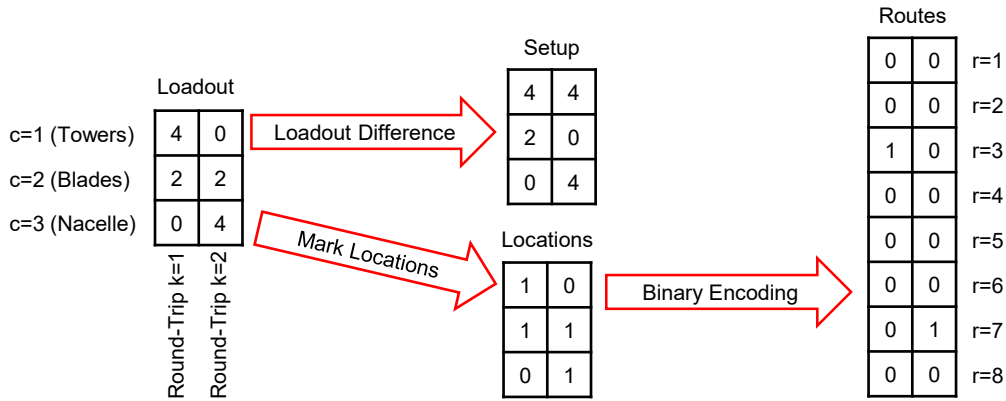 Routes
0 0 r=1
0 0 r=2
1 0 r=3
0 0 r=4
0 0 r=5
0 0 r=6
0 1 r=7
0 0 r=8
Setup
4 4
2 0
0 4
Loadout
c=1 (Towers) 4 0
c=2 (Blades) 2 2
c=3 (Nacelle) 0 4
Round-Trip k=1
Round-Trip k=2
Loadout Difference
Mark Locations
Locations
1 0
1 1
0 1
Binary Encoding